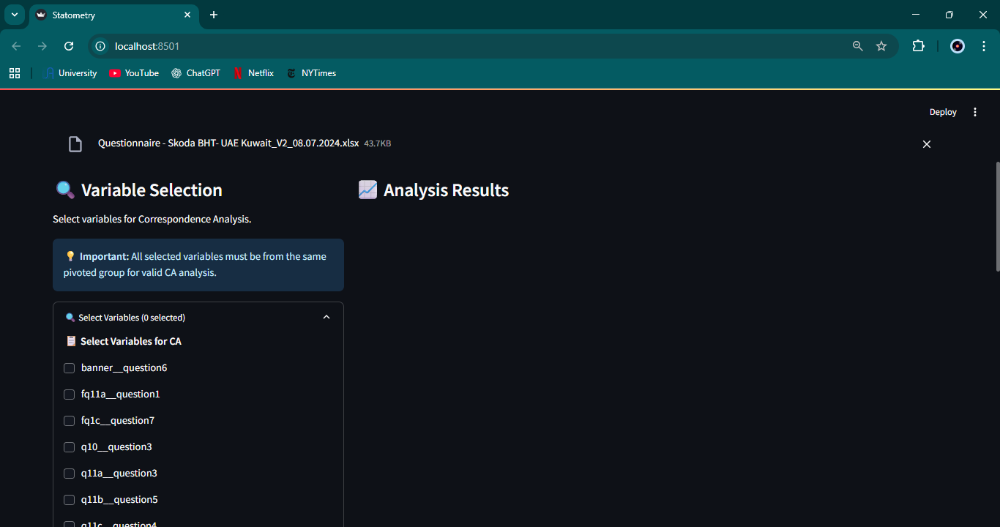 Statometry
localhost:8501
University
YouTube
ChatGPT
Netflix
NYTimes
Deploy
Questionnaire - Skoda BHT- UAE Kuwait_V2_08.07.2024.xlsx 43.7KB
Variable Selection
Analysis Results
Select variables for Correspondence Analysis.
Important: All selected variables must be from the same
pivoted group for valid CA analysis.
Select Variables (0 selected)
Select Variables for CA
banner__question6
fq11a__question1
fq1c__question7
q10__question3
q11a__question3
q11b__question5
q11c__question4